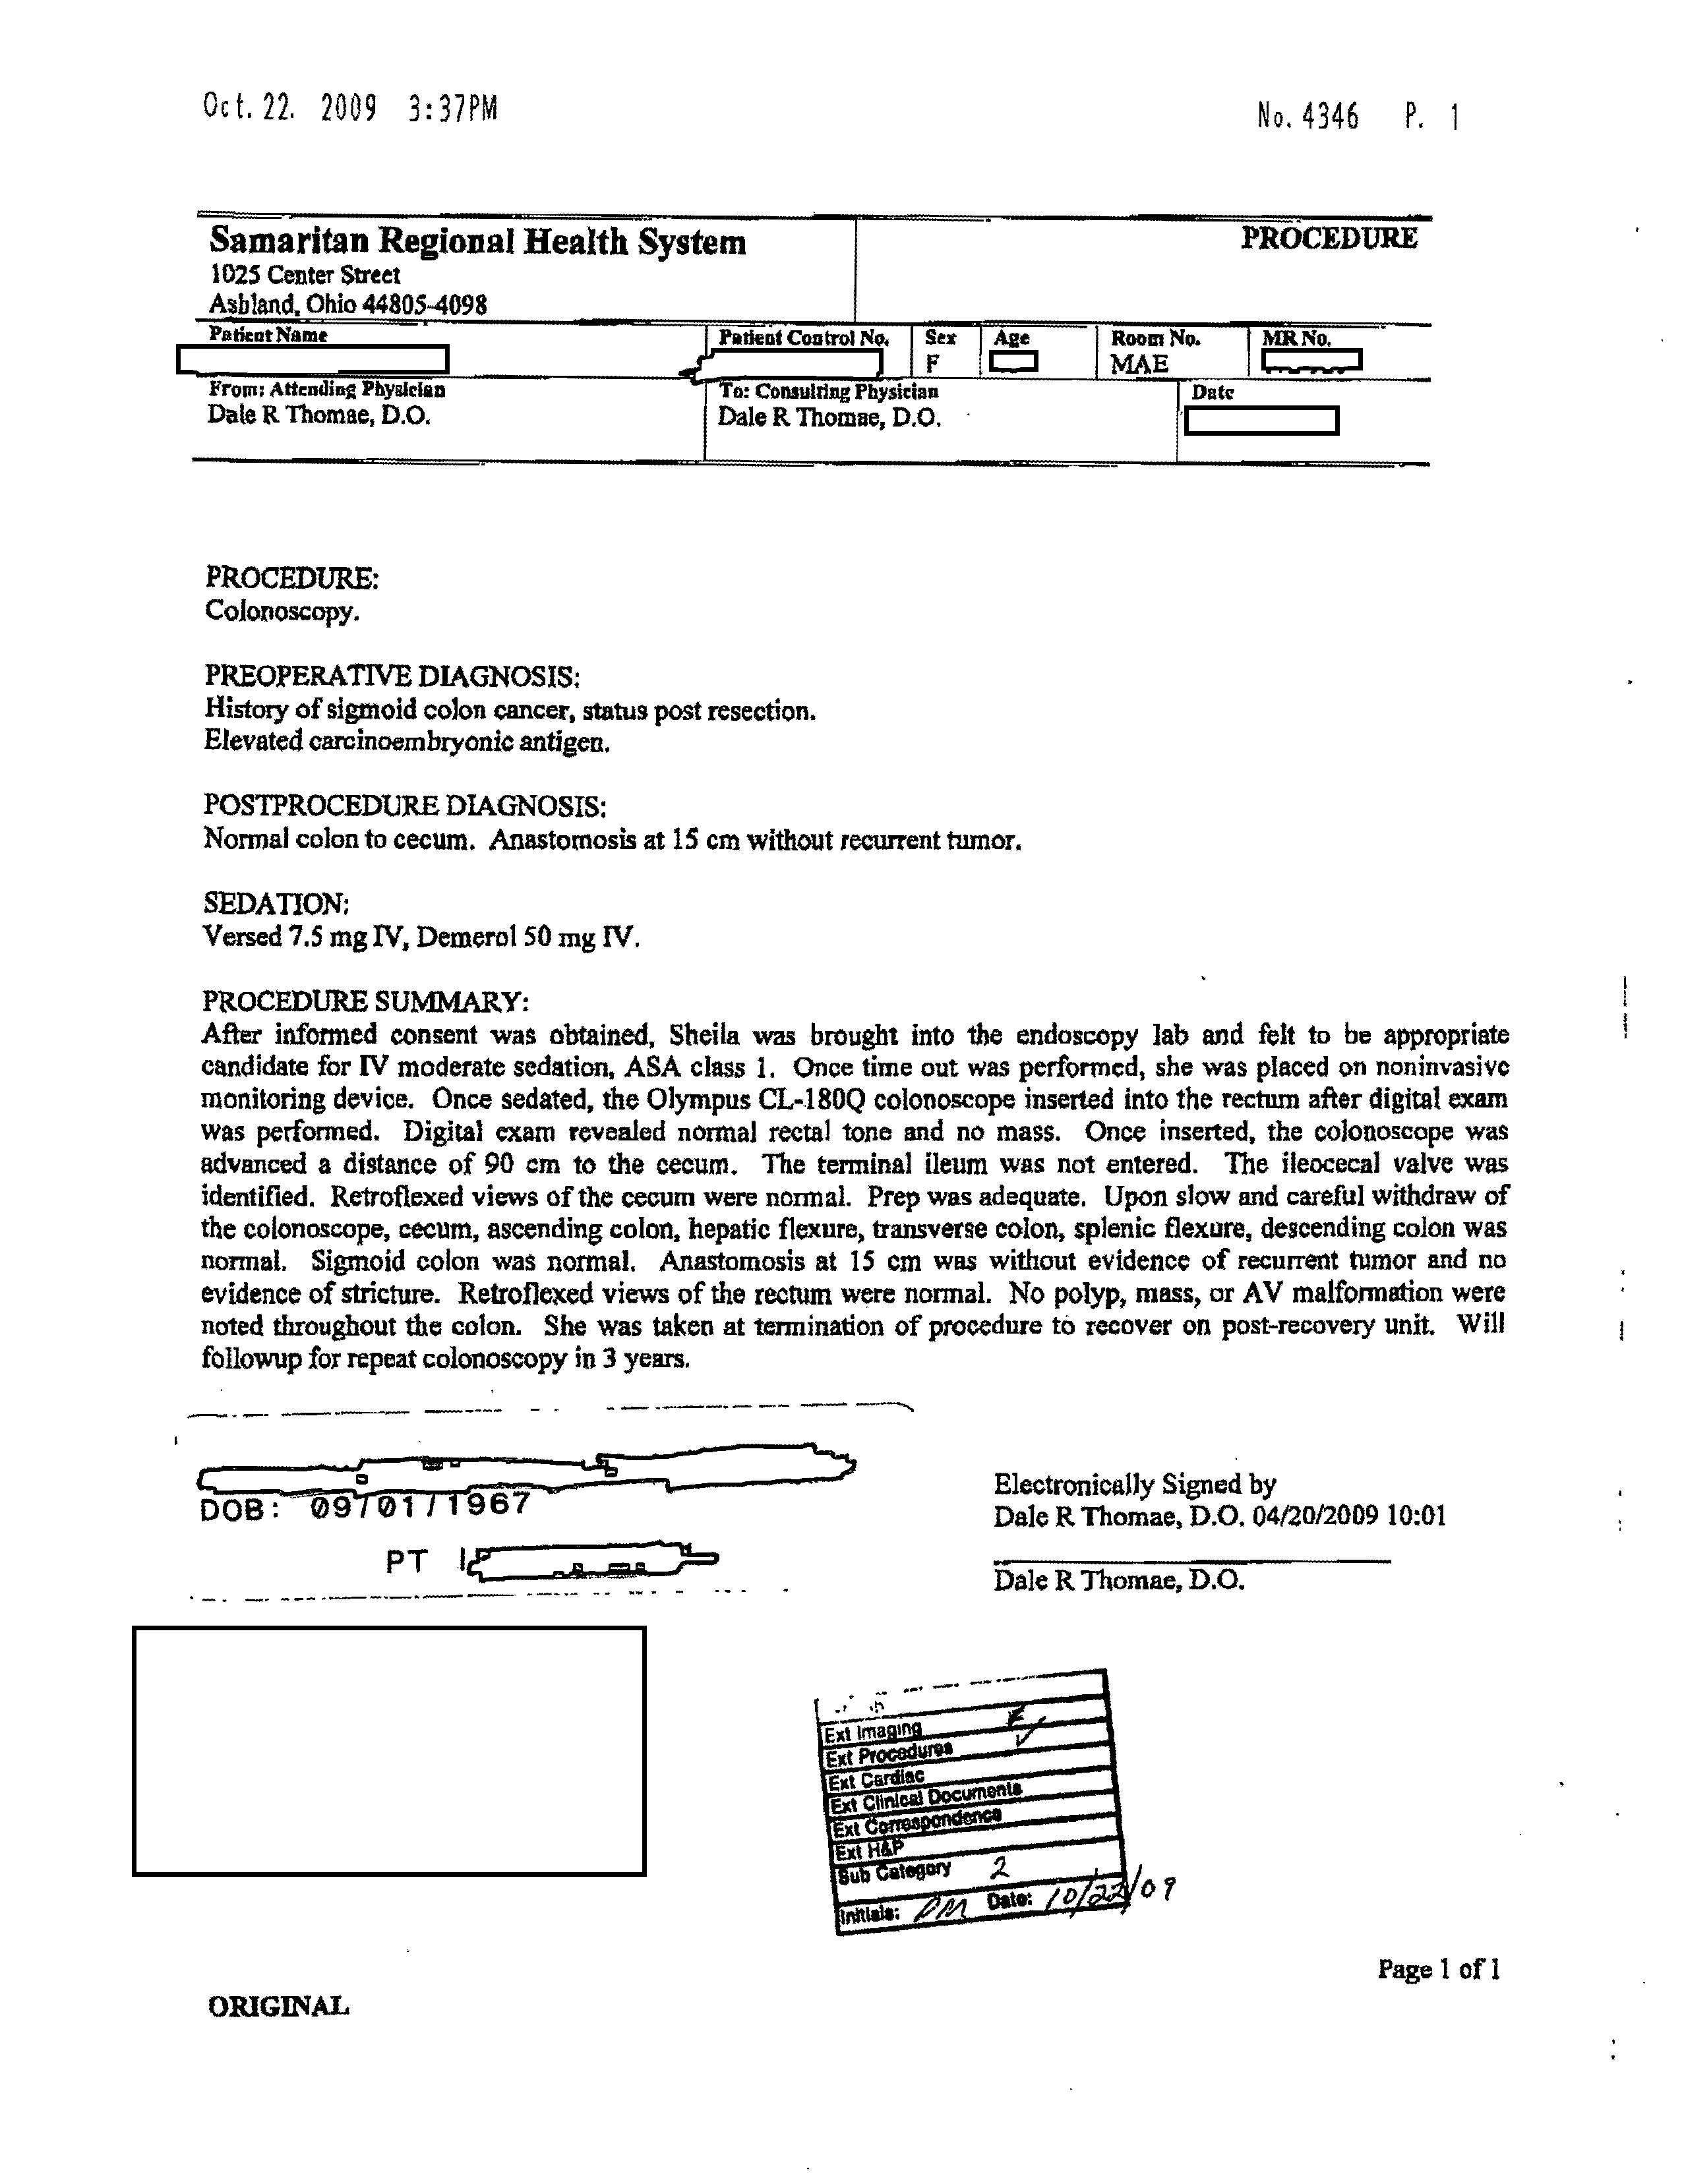 Oct. 22. 2009 3:37PM No. 4346 P. 1
Samaritan Regional Health System PROCEDURE
1025 Center Street
Ashland, Ohio 44805-4098
Patient Name Patient Control No. Sex Age Room No. MR No.
F MAE
From: Attending Physician To: Consulting Physician Date
Dale R Thomae, D.O. Dale R Thomae, D.O.
PROCEDURE:
Colonoscopy.
PREOPERATIVE DIAGNOSIS:
History of sigmoid colon cancer, status post resection.
Elevated carcinoembryonic antigen.
POSTPROCEDURE DIAGNOSIS:
Normal colon to cecum. Anastomosis at 15 cm without recurrent tumor.
SEDATION:
Versed 7.5 mg IV, Demerol 50 mg IV.
PROCEDURE SUMMARY:
After informed consent was obtained, Sheila was brought into the endoscopy lab and felt to be appropriate
candidate for IV moderate sedation, ASA class 1. Once time out was performed, she was placed on noninvasive
monitoring device. Once sedated, the Olympus CL-180Q colonoscope inserted into the rectum after digital exam
was performed. Digital exam revealed normal rectal tone and no mass. Once inserted, the colonoscope was
advanced a distance of 90 cm to the cecum. The terminal ileum was not entered. The ileocecal valve was
identified. Retroflexed views of the cecum were normal. Prep was adequate. Upon slow and careful withdraw of
the colonoscope, cecum, ascending colon, hepatic flexure, transverse colon, splenic flexure, descending colon was
normal. Sigmoid colon was normal. Anastomosis at 15 cm was without evidence of recurrent tumor and no
evidence of stricture. Retroflexed views of the rectum were normal. No polyp, mass, or AV malformation were
noted throughout the colon. She was taken at termination of procedure to recover on post-recovery unit. Will
followup for repeat colonoscopy in 3 years.
DOB: 09/01/1967
PT
Electronically Signed by
Dale R Thomae, D.O. 04/20/2009 10:01
Dale R Thomae, D.O.
Ext Imaging
Ext Procedures
Ext Cardiac
Ext Clinical Documents
Ext Correspondence
Ext H&P
Sub Category 2
Initials: Date: 10/22/09
Page 1 of 1
ORIGINAL